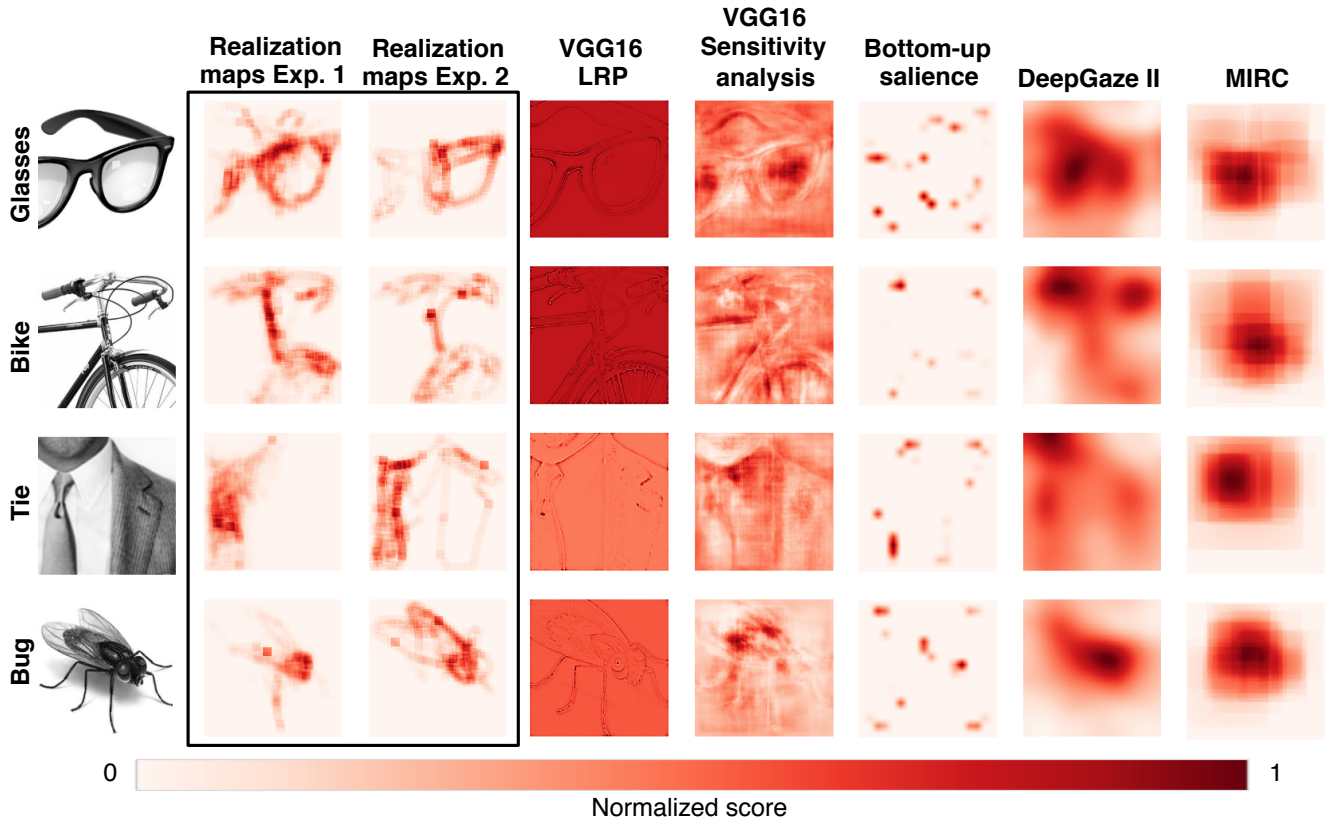 Realization
maps Exp. 1
Realization
maps Exp. 2
VGG16
LRP
VGG16
Sensitivity
analysis
Bottom-up
salience
DeepGaze II
MIRC
Glasses
Bike
Tie
Bug
0
1
Normalized score